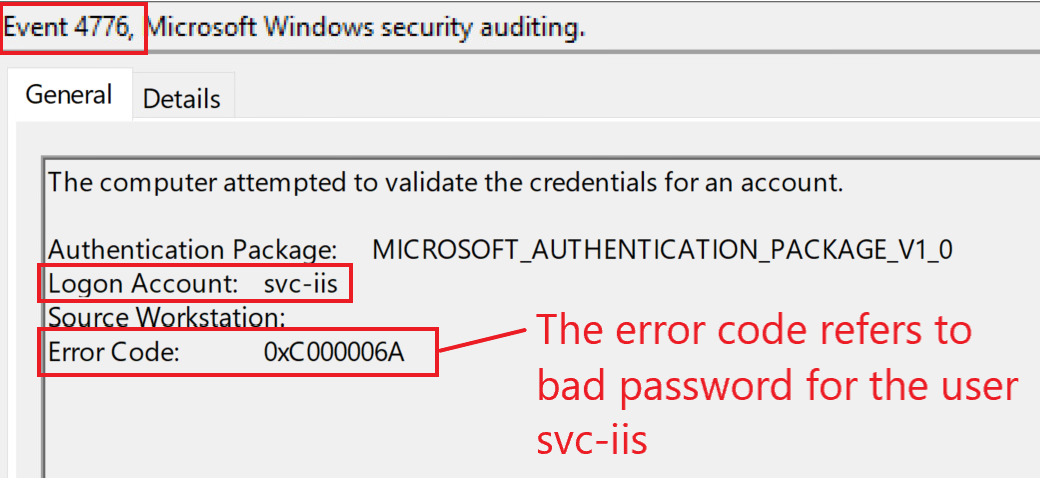 Event 4776, Microsoft Windows security auditing.
General
Details
The computer attempted to validate the credentials for an account.
Authentication Package: MICROSOFT_AUTHENTICATION_PACKAGE_V1_0
Logon Account: svc-iis
Source Workstation:
Error Code: 0xC000006A
The error code refers to
bad password for the user
svc-iis